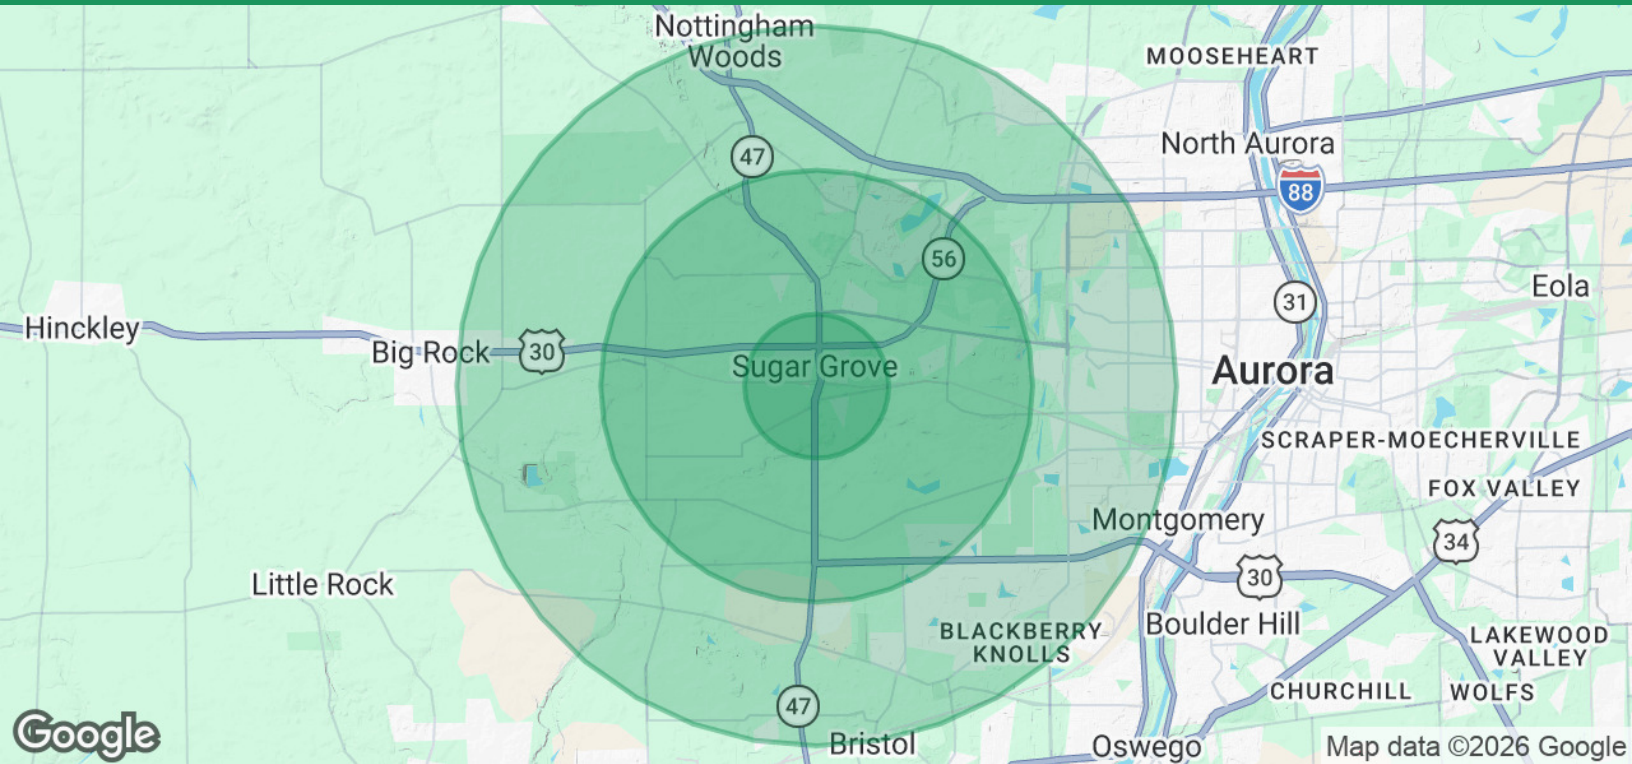 Nottingham
Woods
MOOSEHEART
North Aurora
47
88
56
31
Eola
Hinckley
Big Rock
30
Sugar Grove
Aurora
SCRAPER-MOECHERVILLE
FOX VALLEY
Montgomery
34
30
Little Rock
BLACKBERRY
KNOLLS
Boulder Hill
LAKEWOOD
VALLEY
CHURCHILL
WOLFS
47
Google
Bristol
Oswego
Map data ©2026 Google